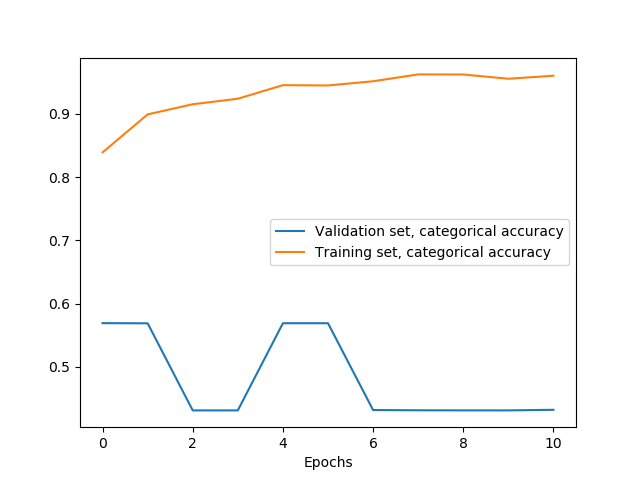 0.9
0.8
0.7
0.6
0.5
Validation set, categorical accuracy
Training set, categorical accuracy
0 2 4 6 8 10
Epochs